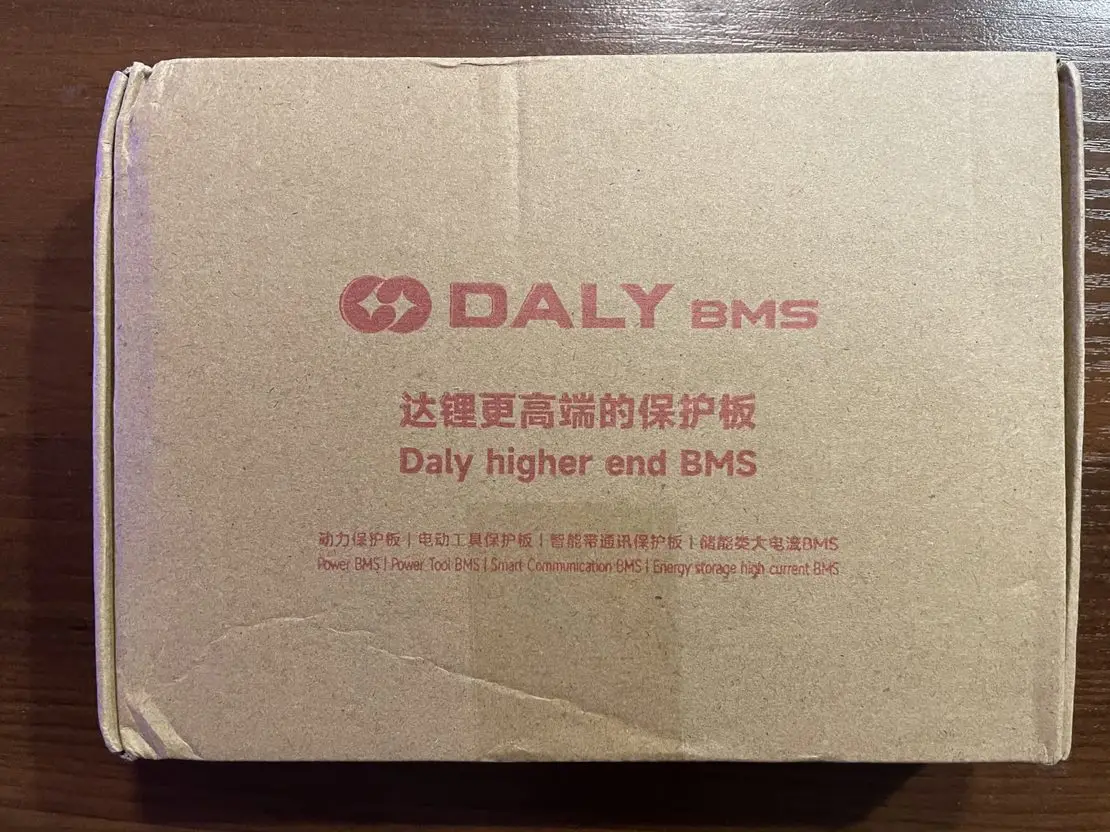 DALY BMS
达锂更高端的保护板
Daly higher end BMS
动力保护板 | 电动工具保护板 | 智能带通讯保护板 | 储能类大电流BMS
Power BMS | Power Tool BMS | Smart Communication BMS | Energy storage high current BMS